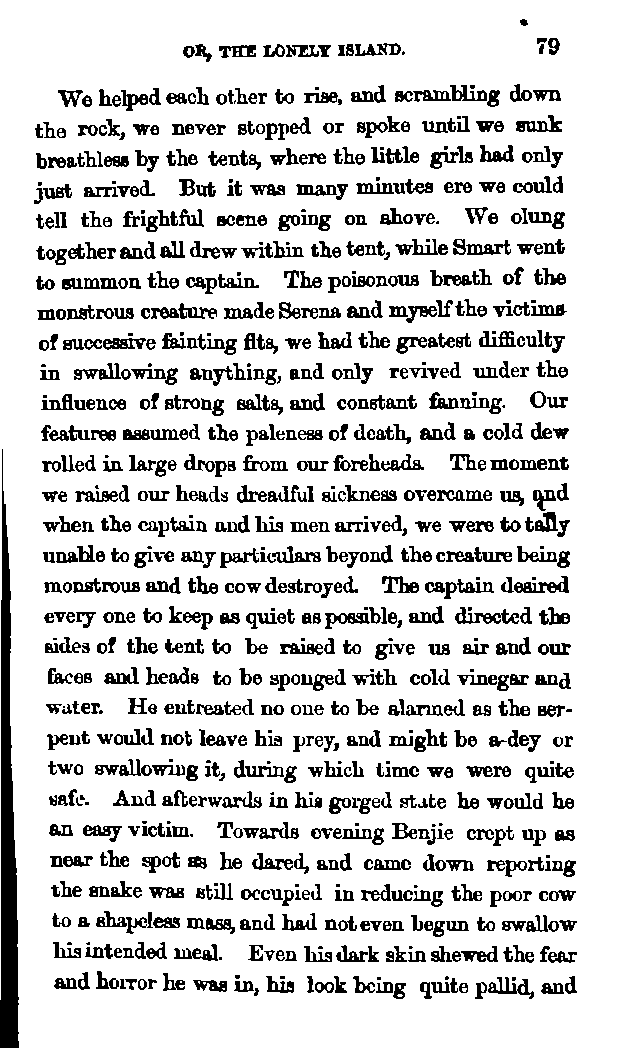 OR, THE LONELY ISLAND. 79
We helped each other to rise, and scrambling down
the rock, we never stopped or spoke until we sunk
breathless by the tents, where the little girls had only
just arrived. But it was many minutes ere we could
tell the frightful scene going on above. We clung
together and all drew within the tent, while Smart went
to summon the captain. The poisonous breath of the
monstrous creature made Serena and myself the victims
of successive fainting fits, we had the greatest difficulty
in swallowing anything, and only revived under the
influence of strong salts, and constant fanning. Our
features assumed the paleness of death, and a cold dew
rolled in large drops from our foreheads. The moment
we raised our heads dreadful sickness overcame us, and
when the captain and his men arrived, we were to tally
unable to give any particulars beyond the creature being
monstrous and the cow destroyed. The captain desired
every one to keep as quiet as possible, and directed the
sides of the tent to be raised to give us air and our
faces and heads to be sponged with cold vinegar and
water. He entreated no one to be alarmed as the ser-
pent would not leave his prey, and might be a-dey or
two swallowing it, during which time we were quite
safe. And afterwards in his gorged state he would be
an easy victim. Towards evening Benjie crept up as
near the spot as he dared, and came down reporting
the snake was still occupied in reducing the poor cow
to a shapeless mass, and had not even begun to swallow
his intended meal. Even his dark skin shewed the fear
and horror he was in, his look being quite pallid, and